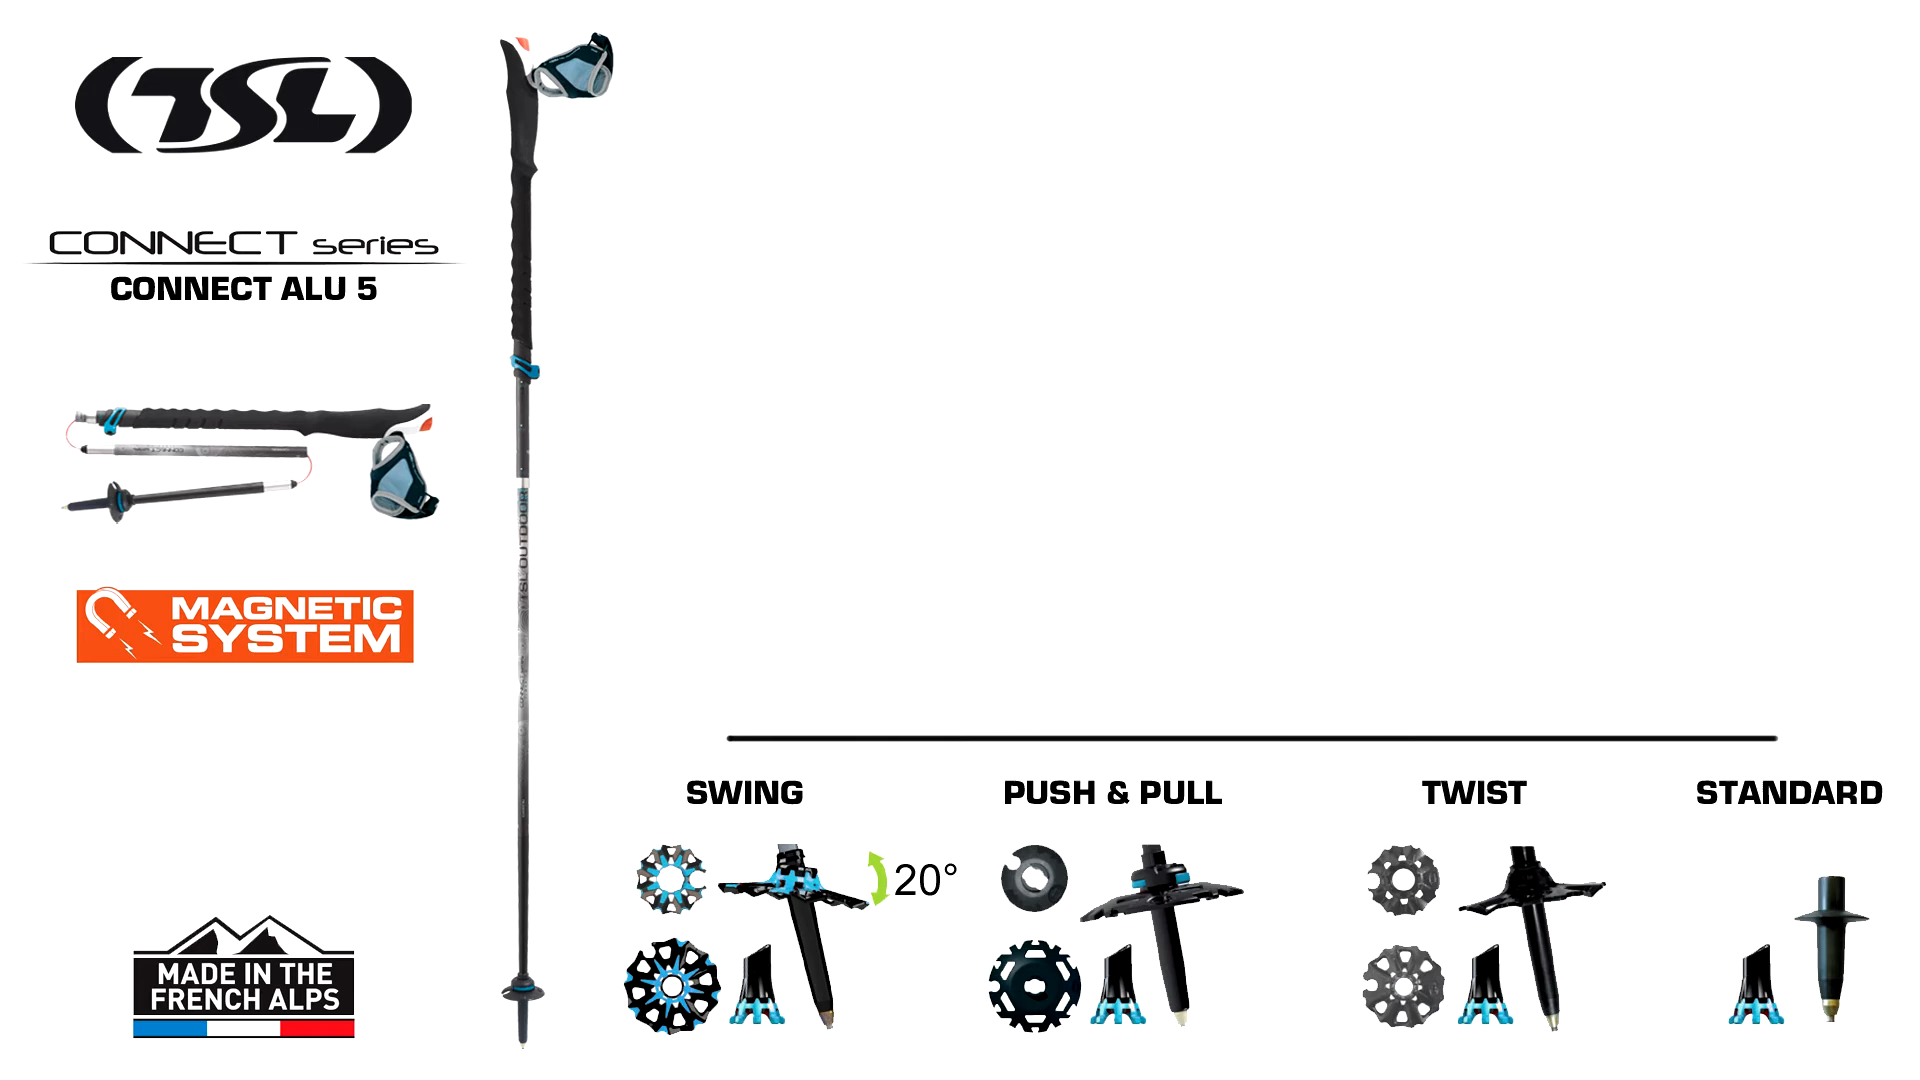 TSL
CONNECT series
CONNECT ALU 5
MAGNETIC
SYSTEM
MADE IN THE
FRENCH ALPS
TSL OUTDOOR
SWING
PUSH & PULL
TWIST
STANDARD
20°